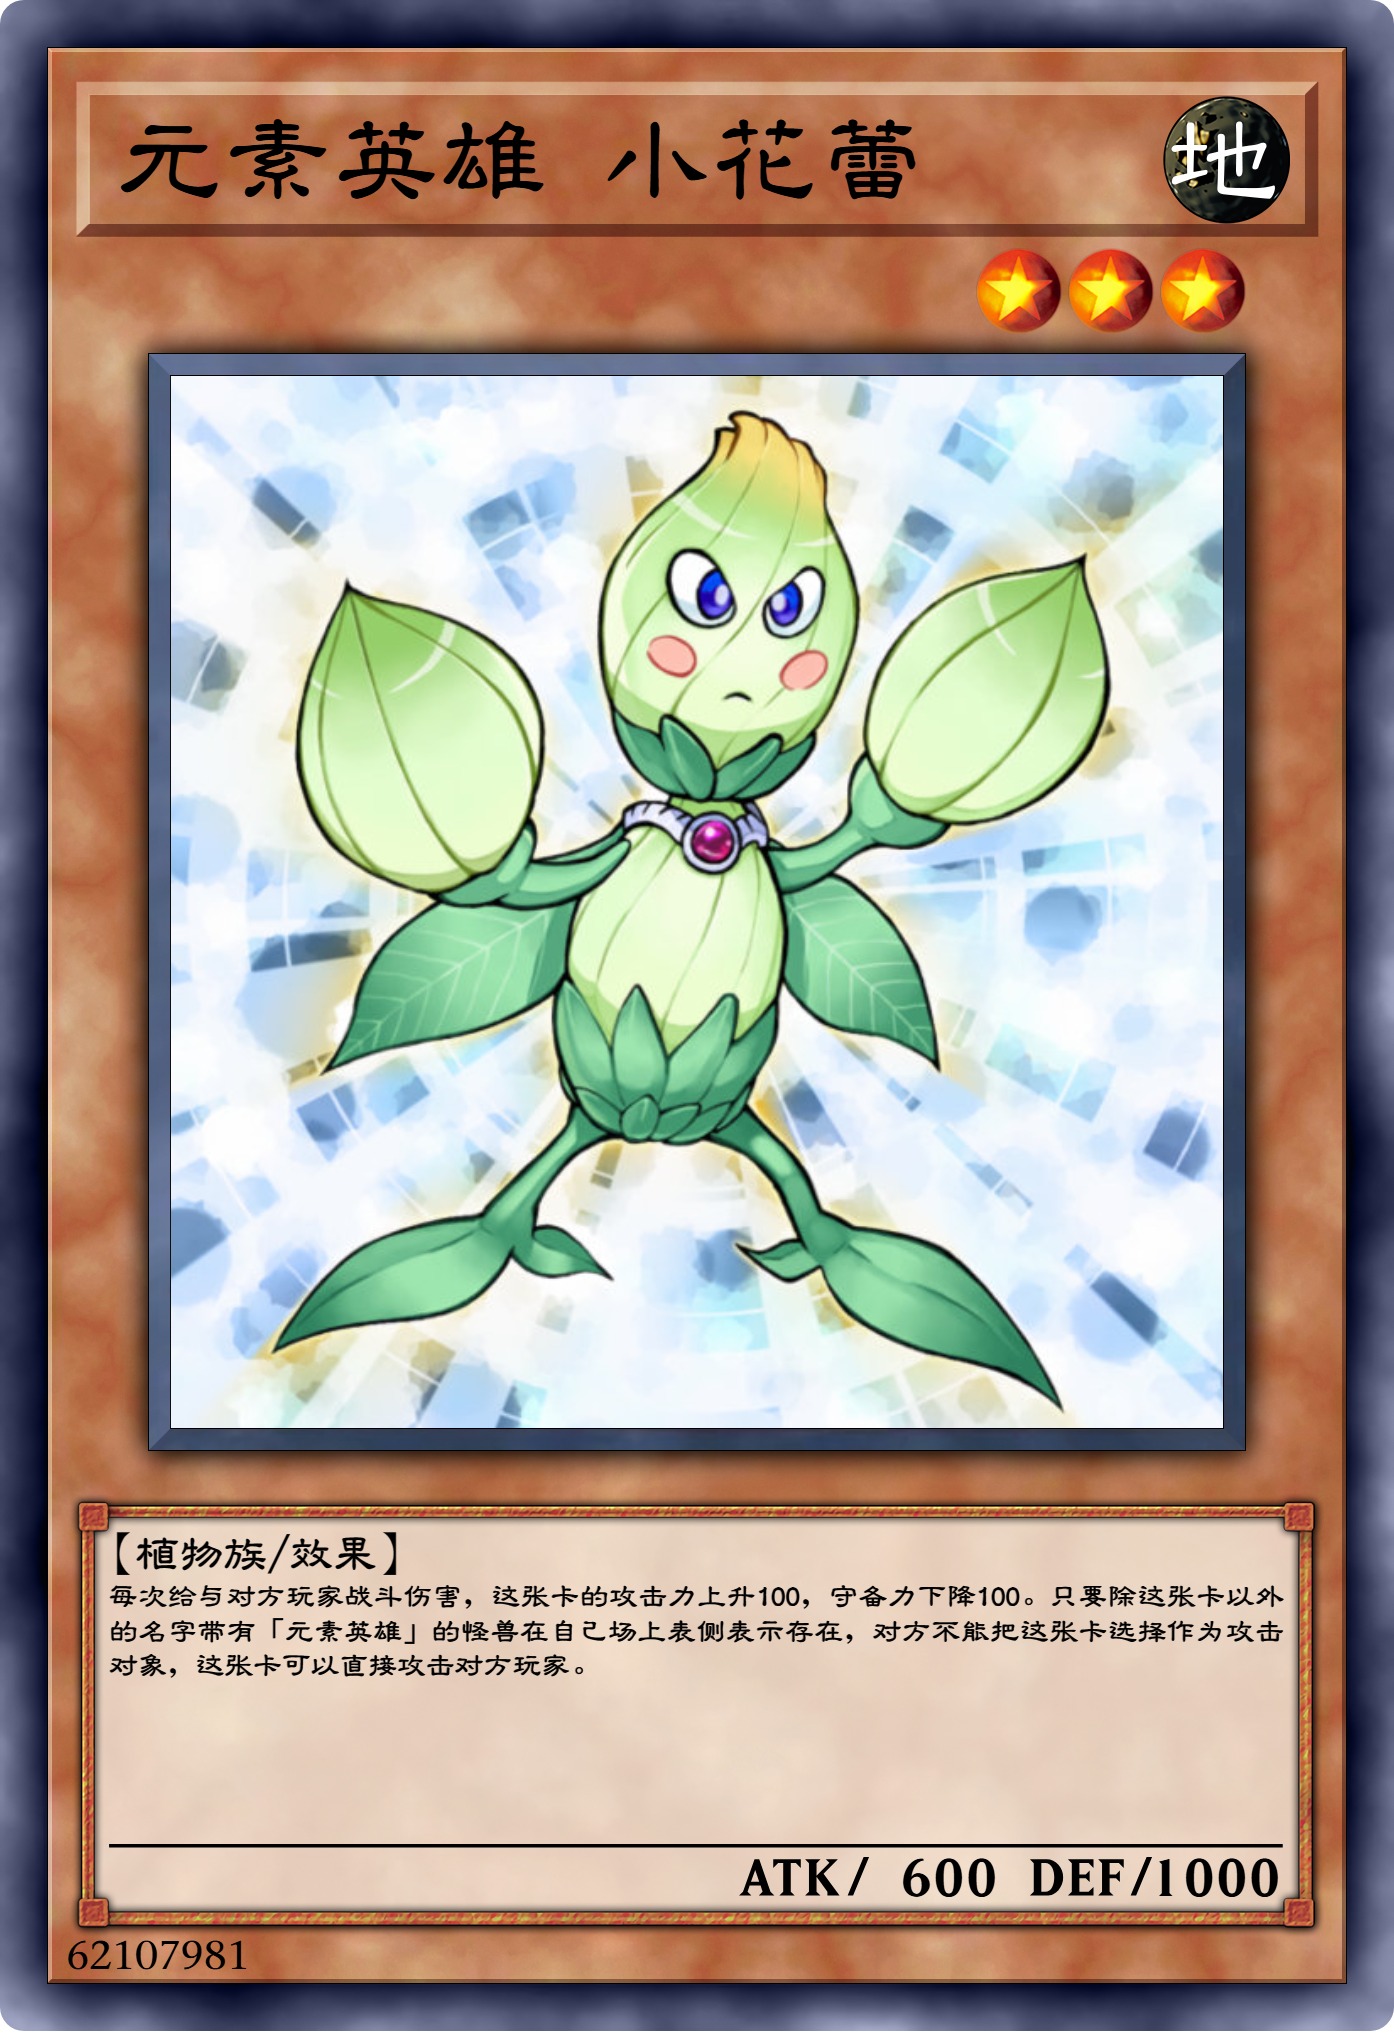 元素英雄 小花蕾
地
【植物族/效果】
每次给与对方玩家战斗伤害，这张卡的攻击力上升100，守备力下降100。只要除这张卡以外
的名字带有「元素英雄」的怪兽在自己场上表侧表示存在，对方不能把这张卡选择作为攻击
对象，这张卡可以直接攻击对方玩家。
ATK/ 600 DEF/1000
62107981